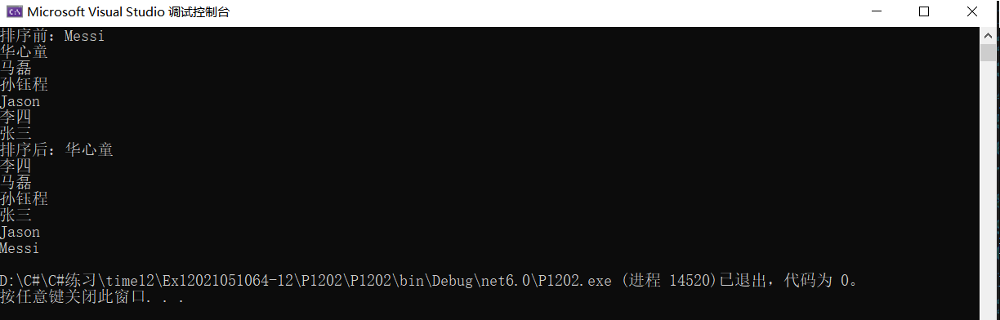 Microsoft Visual Studio 调试控制台
排序前：Messi
华心童
马磊
孙钰程
Jason
李四
张三
排序后：华心童
李四
马磊
孙钰程
张三
Jason
Messi
D:\C#\C#练习\time12\Ex12021051064-12\P1202\P1202\bin\Debug\net6.0\P1202.exe (进程 14520)已退出，代码为 0。
按任意键关闭此窗口. . .